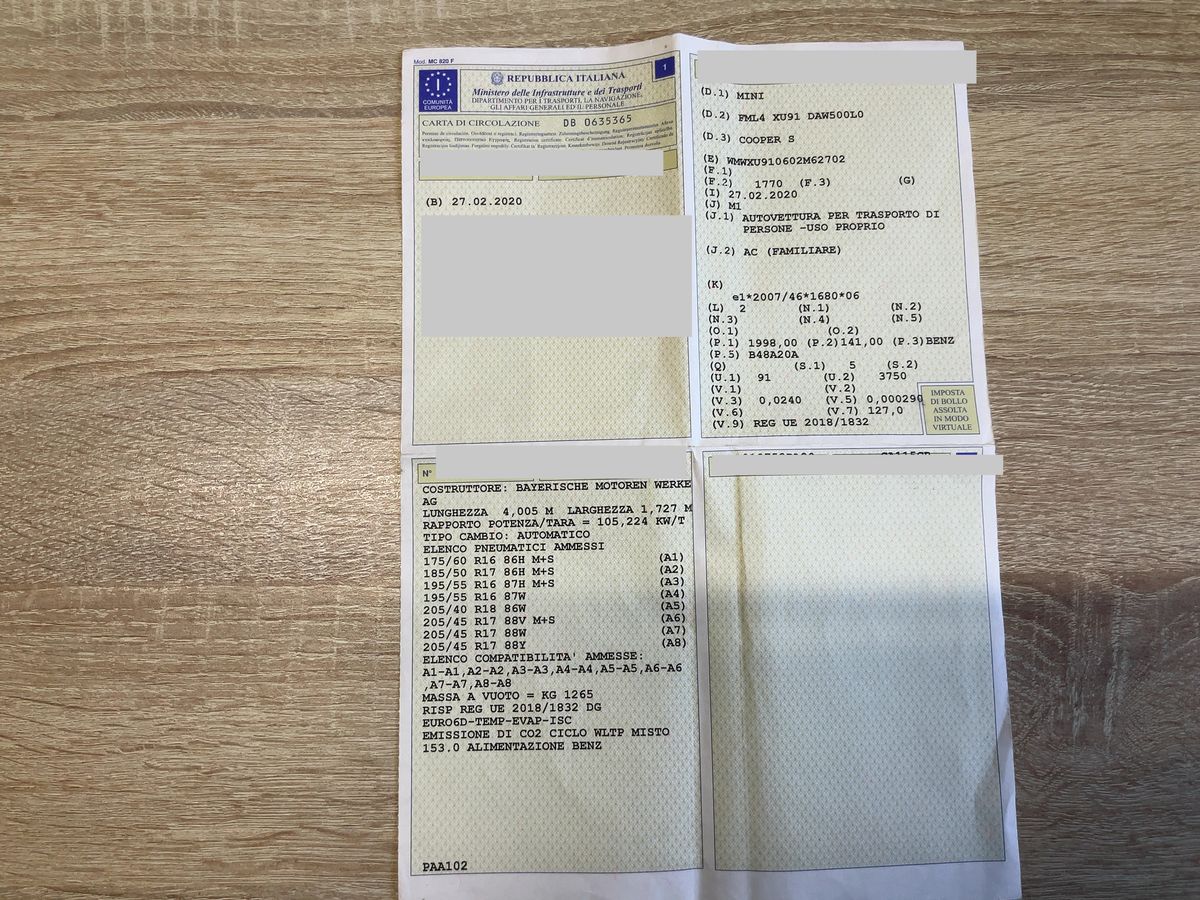 Mod. MC 820 F
COMUNITÀ
EUROPEA
I
REPUBBLICA ITALIANA
1
Ministero delle Infrastrutture e dei Trasporti
DIPARTIMENTO PER I TRASPORTI, LA NAVIGAZIONE,
GLI AFFARI GENERALI ED IL PERSONALE
CARTA DI CIRCOLAZIONE DB 0635365
(B) 27.02.2020
(D.1) MINI
(D.2) FML4 XU91 DAW500L0
(D.3) COOPER S
(E) WMWXU910602M62702
(F.1)
(F.2) 1770 (F.3) (G)
(I) 27.02.2020
(J) M1
(J.1) AUTOVETTURA PER TRASPORTO DI
PERSONE -USO PROPRIO
(J.2) AC (FAMILIARE)
(K)
e1*2007/46*1680*06
(L) 2 (N.1) (N.2)
(N.3) (N.4) (N.5)
(O.1) (O.2)
(P.1) 1998,00 (P.2)141,00 (P.3)BENZ
(P.5) B48A20A
(Q) (S.1) 5 (S.2)
(U.1) 91 (U.2) 3750
(V.1) (V.2)
(V.3) 0,0240 (V.5) 0,000290
(V.6) (V.7) 127,0
(V.9) REG UE 2018/1832
IMPOSTA
DI BOLLO
ASSOLTA
IN MODO
VIRTUALE
N°
COSTRUTTORE: BAYERISCHE MOTOREN WERKE
AG
LUNGHEZZA 4,005 M LARGHEZZA 1,727 M
RAPPORTO POTENZA/TARA = 105,224 KW/T
TIPO CAMBIO: AUTOMATICO
ELENCO PNEUMATICI AMMESSI
175/60 R16 86H M+S (A1)
185/50 R17 86H M+S (A2)
195/55 R16 87H M+S (A3)
195/55 R16 87W (A4)
205/40 R18 86W (A5)
205/45 R17 88V M+S (A6)
205/45 R17 88W (A7)
205/45 R17 88Y (A8)
ELENCO COMPATIBILITA' AMMESSE:
A1-A1,A2-A2,A3-A3,A4-A4,A5-A5,A6-A6
,A7-A7,A8-A8
MASSA A VUOTO = KG 1265
RISP REG UE 2018/1832 DG
EURO6D-TEMP-EVAP-ISC
EMISSIONE DI CO2 CICLO WLTP MISTO
153.0 ALIMENTAZIONE BENZ
PAA102